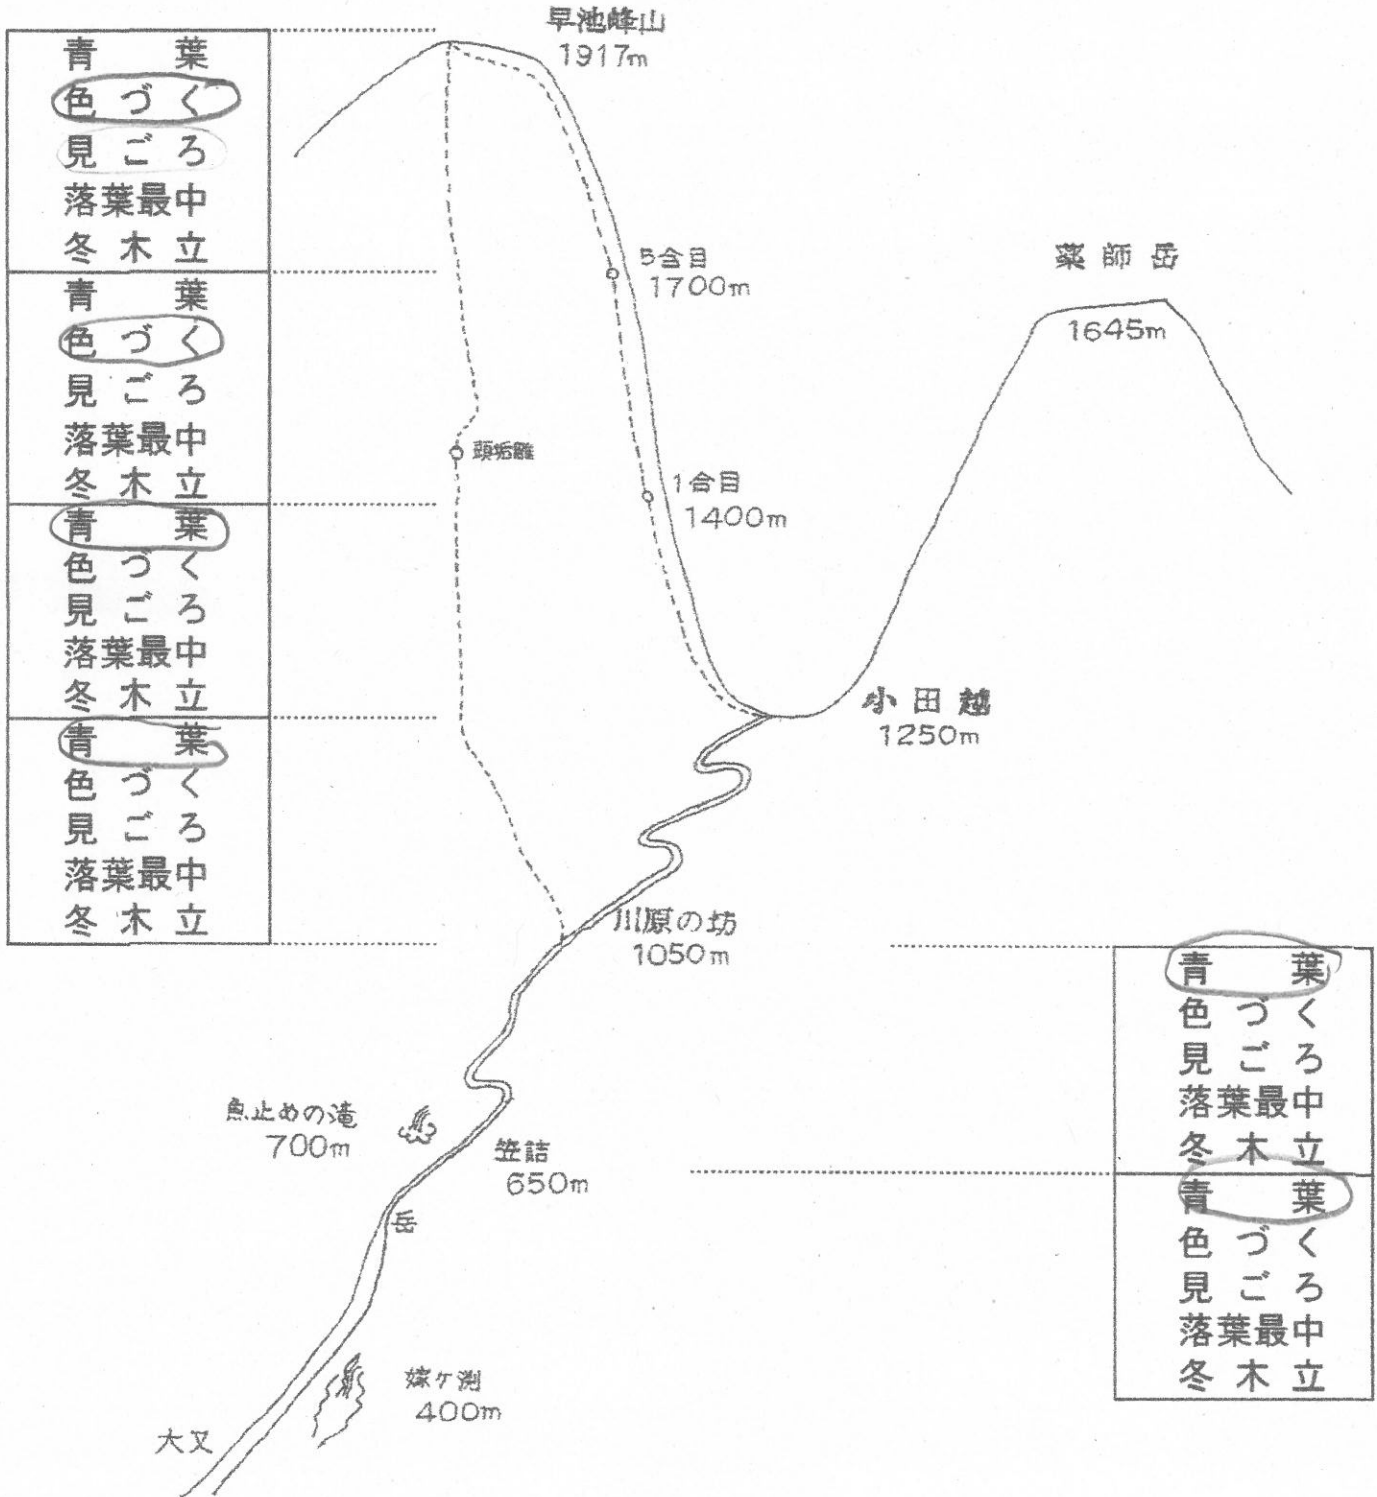 早池峰山
1917m
青葉
色づく
見ごろ
落葉最中
冬木立
青葉
色づく
見ごろ
落葉最中
冬木立
青葉
色づく
見ごろ
落葉最中
冬木立
青葉
色づく
見ごろ
落葉最中
冬木立
5合目
1700m
薬師岳
1645m
頭垢離
1合目
1400m
小田越
1250m
川原の坊
1050m
魚止めの滝
700m
笠詰
650m
岳
嫁ケ渕
400m
大又
青葉
色づく
見ごろ
落葉最中
冬木立
青葉
色づく
見ごろ
落葉最中
冬木立